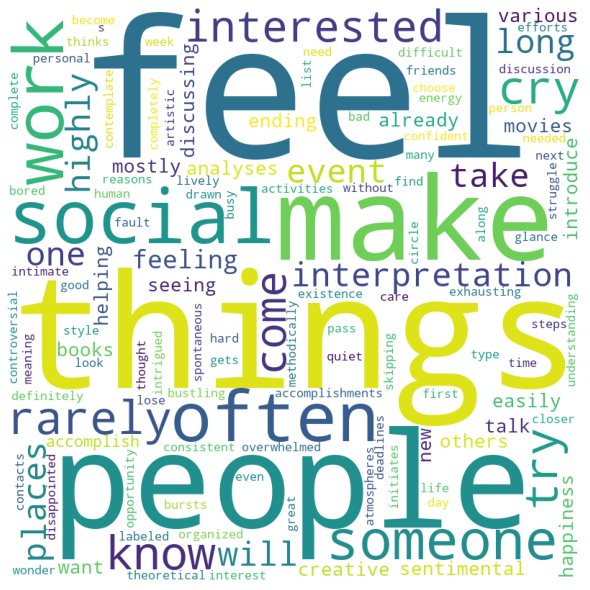 become
s
thinks
week
need
difficult
efforts
various
personal
list
friends
discussion
complete
contemplate
completely
artistic
discussing
feel
interested
long
choose
person
energy
work
highly
ending
bad
already
confident
needed
cry
movies
mostly
analyses
event
many
take
next
struggle
introduce
bored
reasons
lively
activities
without
find
human
drawn
busy
fault
circle
along
glance
social
make
one
feeling
intimate
helping
seeing
come
interpretation
good
existence
care
exhausting
steps
controversial
meaning
style
things
understanding
books
look
thought
intrigued
spontaneous
hard
methodically
pass
quiet
skipping
type
time
definitely
lose
gets
bustling
accomplishments
first
easily
rarely
often
closer
accomplish
talk
others
new
try
places
contacts
disappointed
opportunity
consistent
overwhelmed
even
atmospheres
deadlines
initiates
life
day
people
happiness
bursts
organized
great
labeled
know
will
someone
wonder
want
theoretical
interest
creative
sentimental